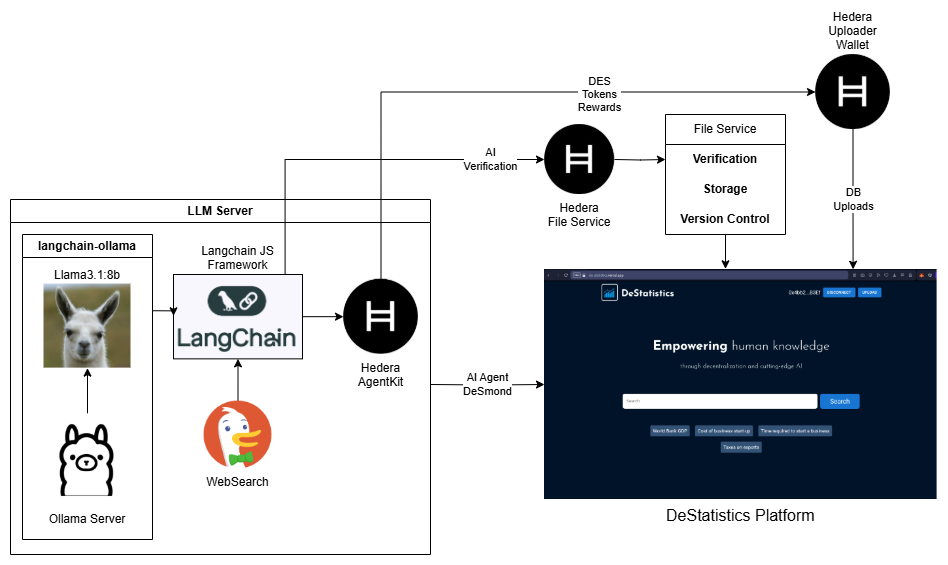 Hedera
Uploader
Wallet
DES
Tokens
Rewards
File Service
AI
Verification
Verification
Storage
Version Control
Hedera
File Service
DB
Uploads
LLM Server
langchain-ollama
Llama3.1:8b
Langchain JS
Framework
LangChain
Hedera
AgentKit
WebSearch
Ollama Server
AI Agent
DeSmond
DeStatistics
DISCONNECT
UPLOAD
Empowering human knowledge
through decentralization and cutting-edge AI
Search
Search
World Bank GDP
Cost of business start-up
Time required to start a business
Taxes on exports
DeStatistics Platform